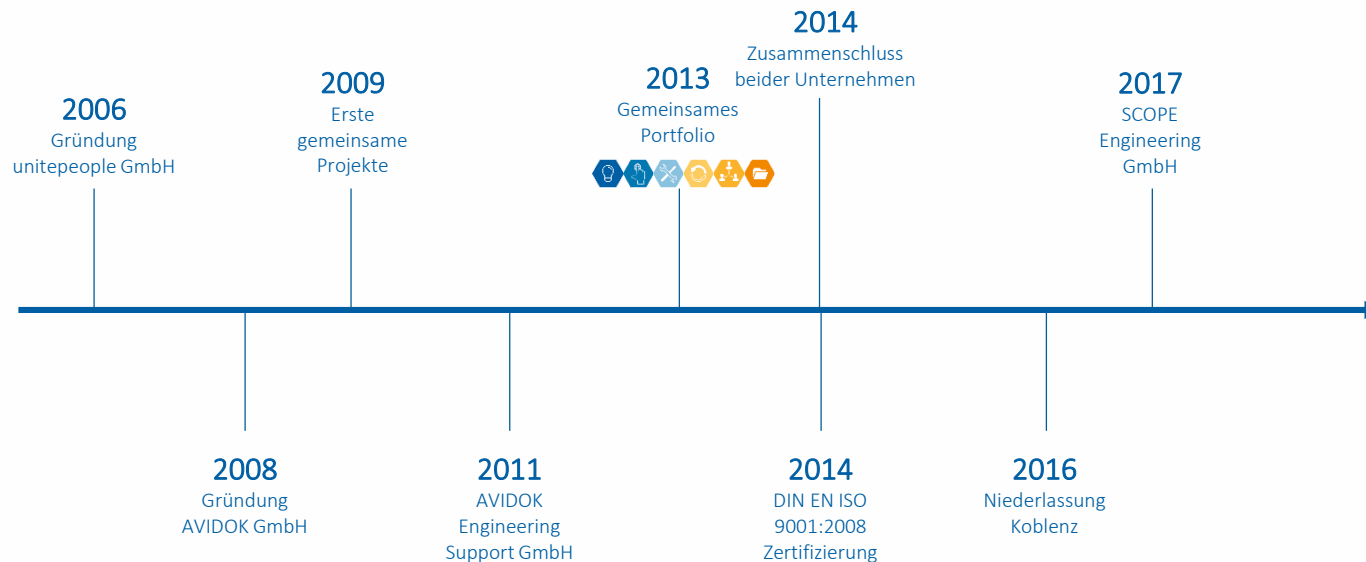 2006
Gründung
unitepeople GmbH
2008
Gründung
AVIDOK GmbH
2009
Erste
gemeinsame
Projekte
2011
AVIDOK
Engineering
Support GmbH
2013
Gemeinsames
Portfolio
2014
Zusammenschluss
beider Unternehmen
2014
DIN EN ISO
9001:2008
Zertifizierung
2016
Niederlassung
Koblenz
2017
SCOPE
Engineering
GmbH